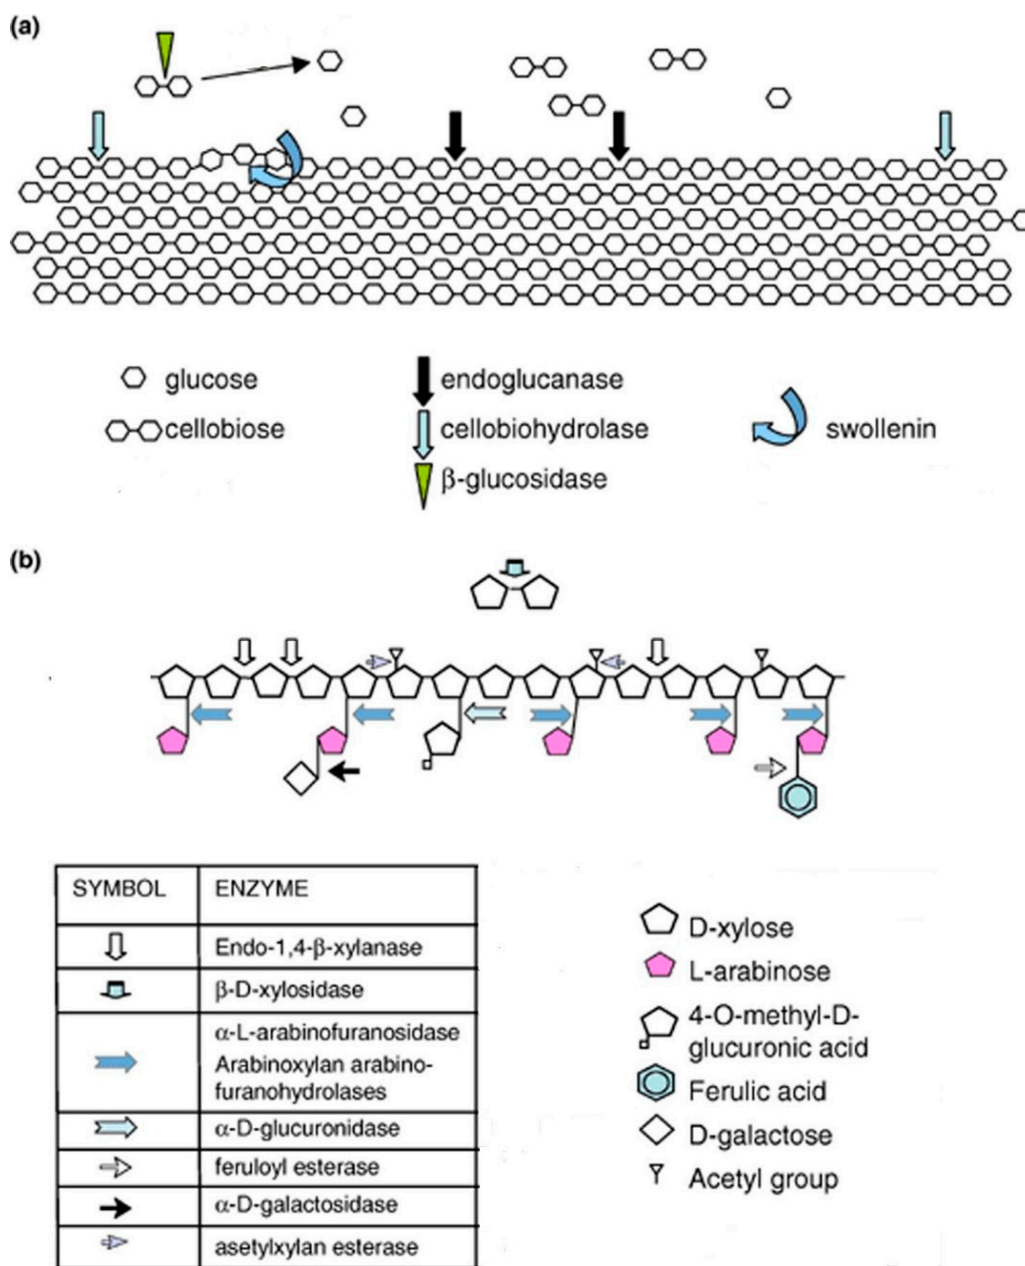 (a)
glucose
cellobiose
endoglucanase
cellobiohydrolase
β-glucosidase
swollenin
(b)
SYMBOL ENZYME
Endo-1,4-β-xylanase
β-D-xylosidase
α-L-arabinofuranosidase
Arabinoxylan arabino-
furanohydrolases
α-D-glucuronidase
feruloyl esterase
α-D-galactosidase
asetylxylan esterase
D-xylose
L-arabinose
4-O-methyl-D-
glucuronic acid
Ferulic acid
D-galactose
Acetyl group